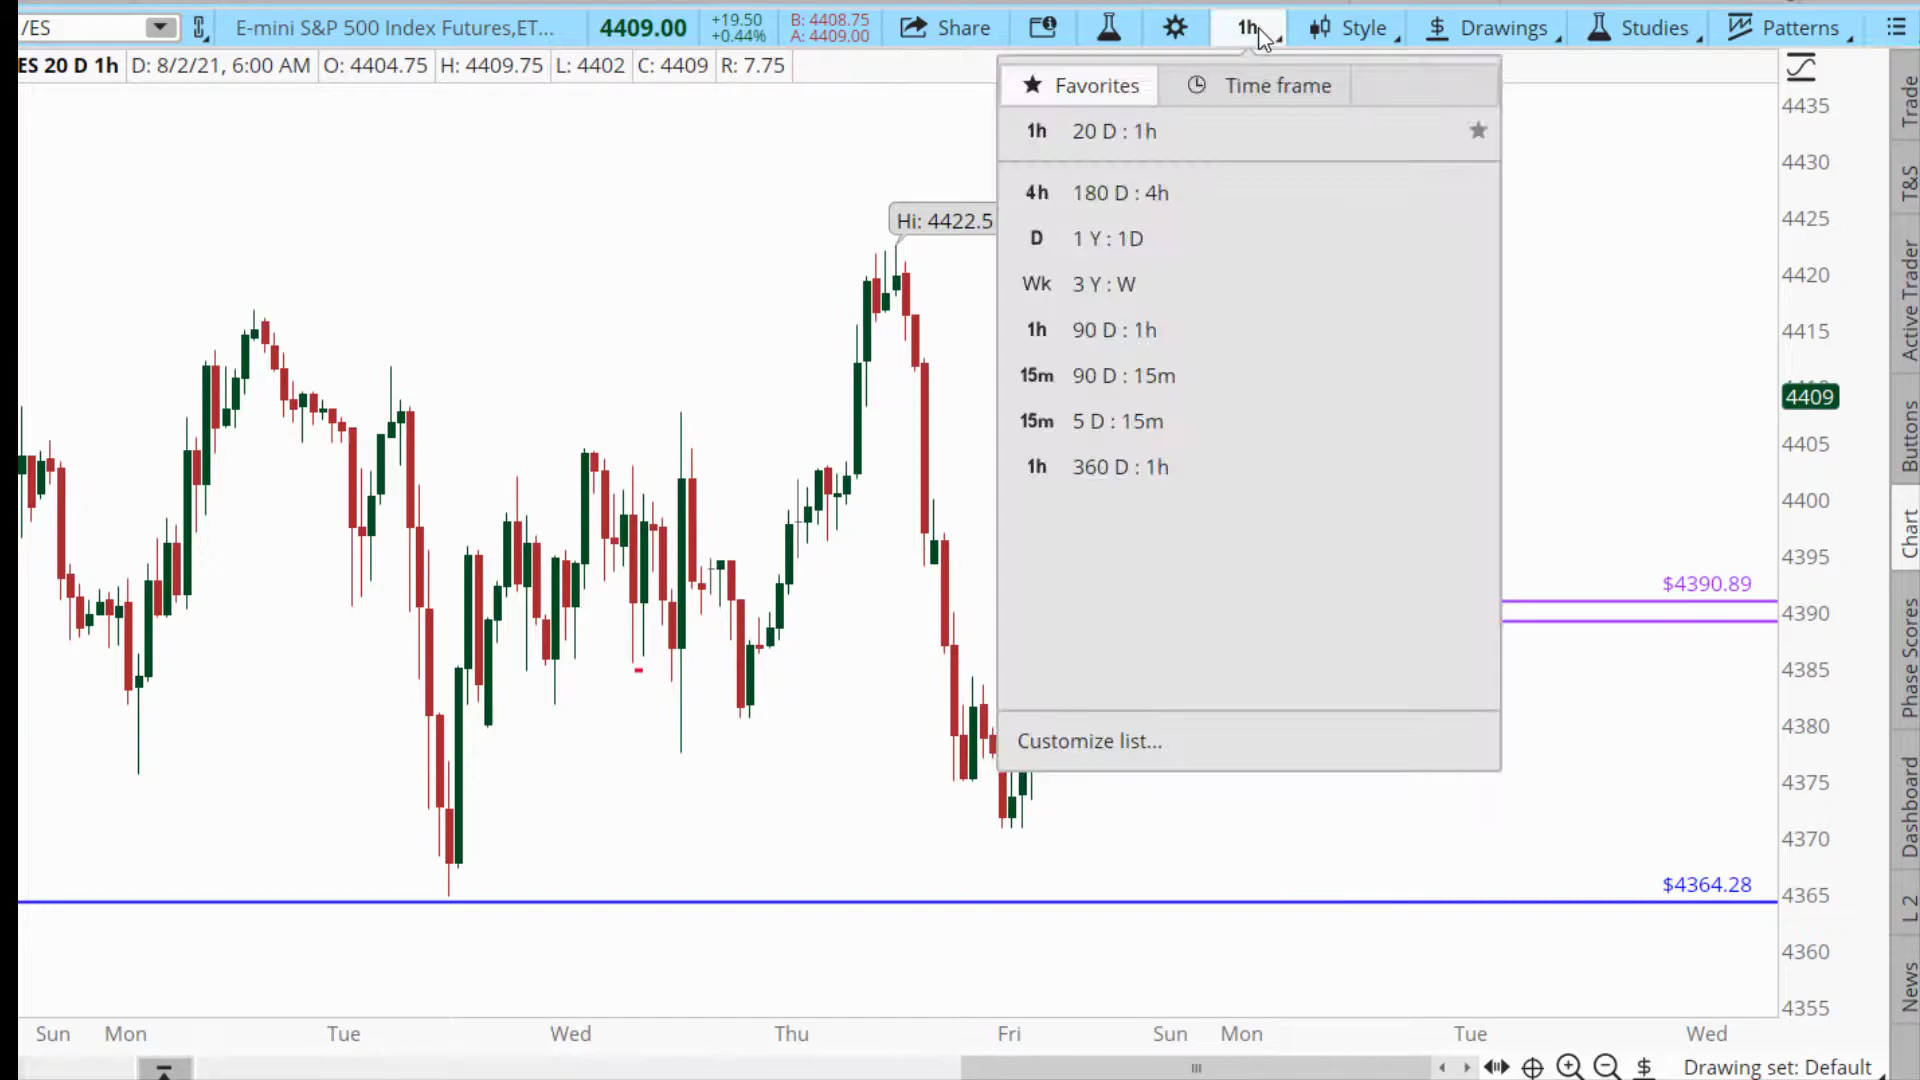 /ES E-mini S&P 500 Index Futures,ET... 4409.00 +19.50 +0.44% B: 4408.75 A: 4409.00 Share 1h Style Drawings Studies Patterns
ES 20 D 1h D: 8/2/21, 6:00 AM O: 4404.75 H: 4409.75 L: 4402 C: 4409 R: 7.75
Favorites Time frame
1h 20 D : 1h
4h 180 D : 4h
D 1 Y : 1D
Wk 3 Y : W
1h 90 D : 1h
15m 90 D : 15m
15m 5 D : 15m
1h 360 D : 1h
Customize list...
Hi: 4422.5
$4390.89
$4364.28
4435
4430
4425
4420
4415
4409
4405
4400
4395
4390
4385
4380
4375
4370
4365
4360
4355
Trade
T&S
Active Trader
Buttons
Chart
Phase Scores
Dashboard
L 2
News
Sun Mon Tue Wed Thu Fri Sun Mon Tue Wed
$ Drawing set: Default